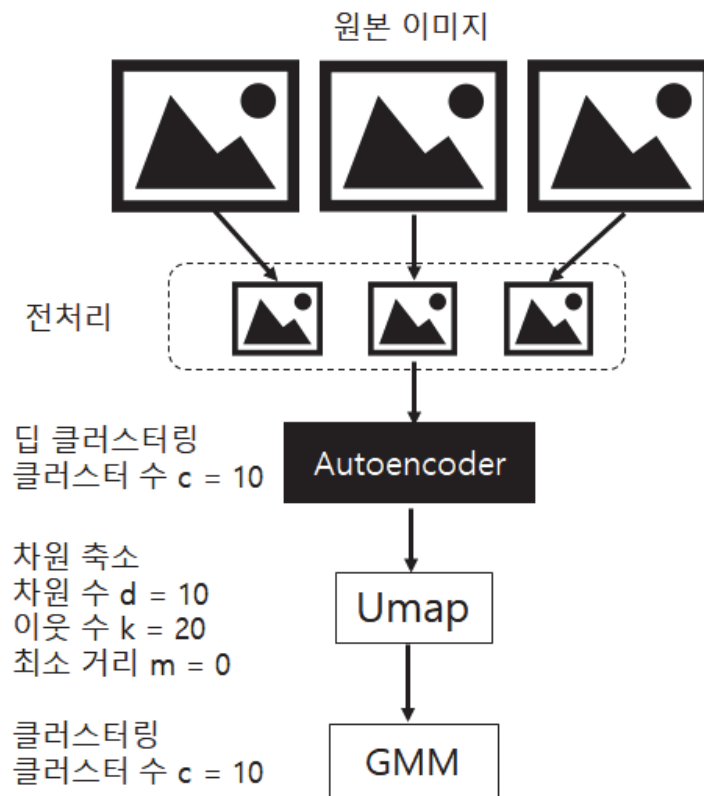 원본 이미지
전처리
딥 클러스터링
클러스터 수 c = 10
Autoencoder
차원 축소
차원 수 d = 10
이웃 수 k = 20
최소 거리 m = 0
Umap
클러스터링
클러스터 수 c = 10
GMM